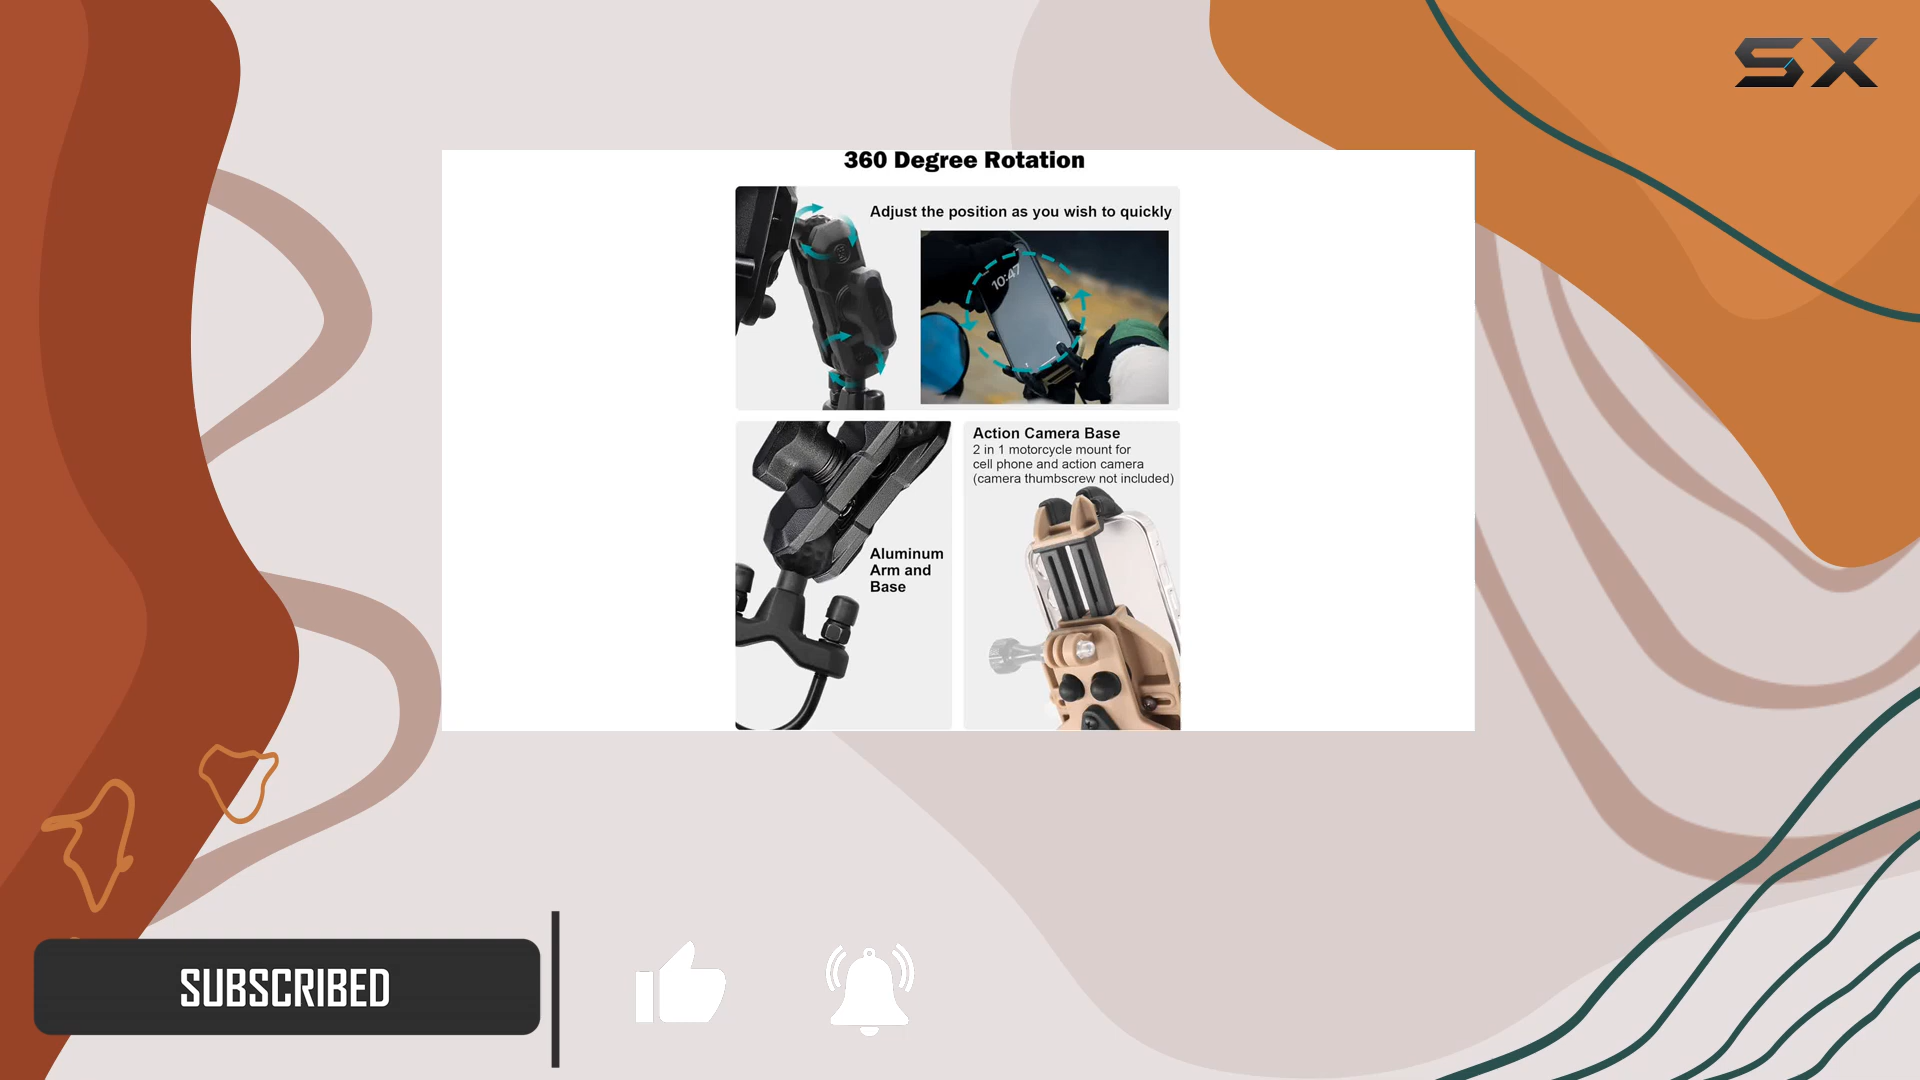 SX
360 Degree Rotation
Adjust the position as you wish to quickly
10:47
Action Camera Base
2 in 1 motorcycle mount for
cell phone and action camera
(camera thumbscrew not included)
Aluminum
Arm and
Base
SUBSCRIBED